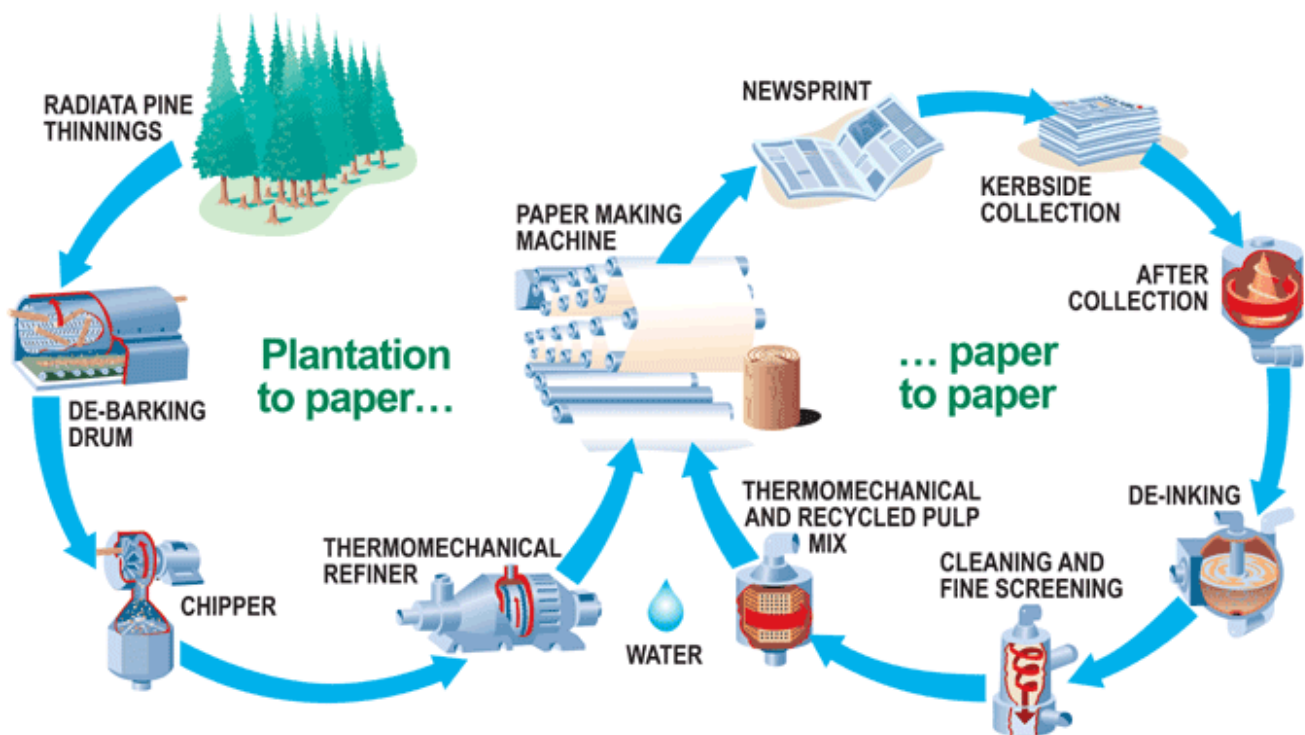 RADIATA PINE
THINNINGS
DE-BARKING
DRUM
CHIPPER
Plantation
to paper...
THERMOMECHANICAL
REFINER
WATER
PAPER MAKING
MACHINE
NEWSPRINT
KERBSIDE
COLLECTION
AFTER
COLLECTION
... paper
to paper
DE-INKING
CLEANING AND
FINE SCREENING
THERMOMECHANICAL
AND RECYCLED PULP
MIX